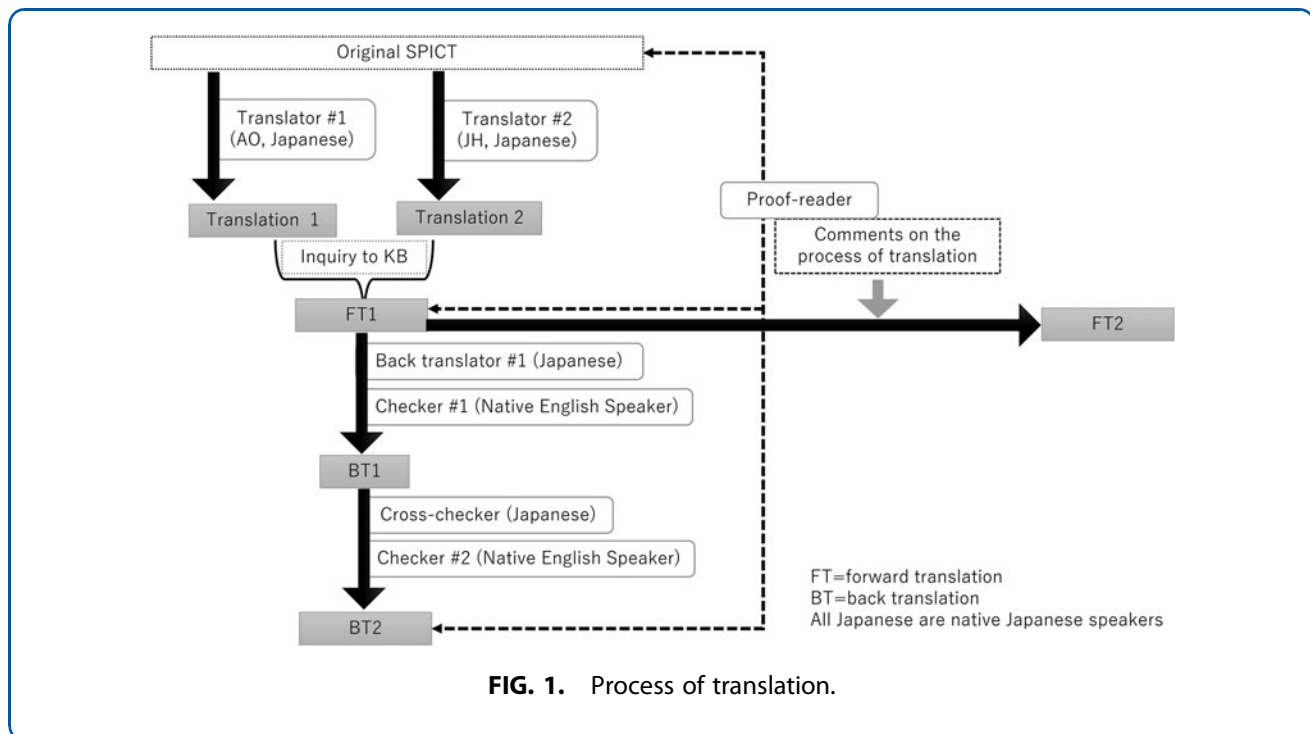 Original SPICT
Translator #1
(AO, Japanese)
Translator #2
(JH, Japanese)
Translation 1
Translation 2
Proof-reader
Comments on the
process of translation
Inquiry to KB
FT1
FT2
Back translator #1 (Japanese)
Checker #1 (Native English Speaker)
BT1
Cross-checker (Japanese)
Checker #2 (Native English Speaker)
BT2
FT=forward translation
BT=back translation
All Japanese are native Japanese speakers
FIG. 1. Process of translation.